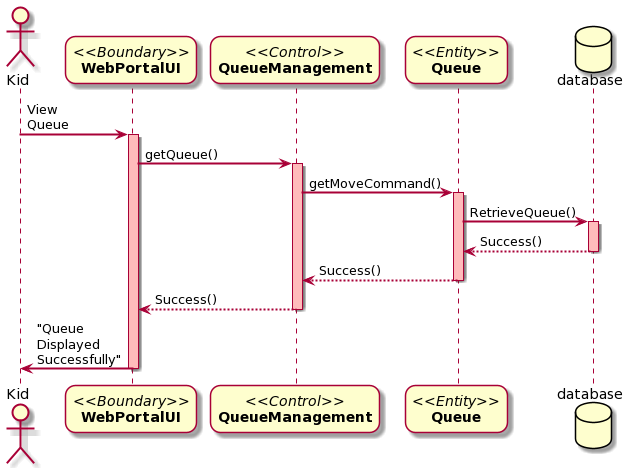 Kid
<<Boundary>>
WebPortalUI
<<Control>>
QueueManagement
<<Entity>>
Queue
database
View
Queue
getQueue()
getMoveCommand()
RetrieveQueue()
Success()
Success()
Success()
"Queue
Displayed
Successfully"
Kid
<<Boundary>>
WebPortalUI
<<Control>>
QueueManagement
<<Entity>>
Queue
database